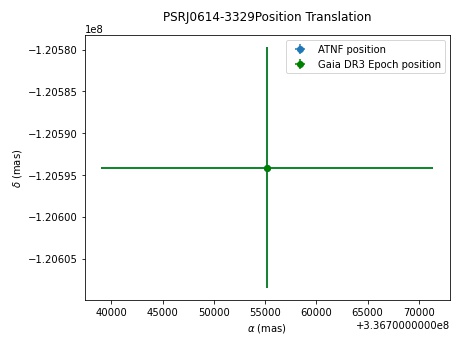 PSRJ0614-3329Position Translation
1e8
ATNF position
Gaia DR3 Epoch position
−1.20580
−1.20585
−1.20590
−1.20595
−1.20600
−1.20605
δ (mas)
40000 45000 50000 55000 60000 65000 70000
α (mas)
+3.3670000000e8